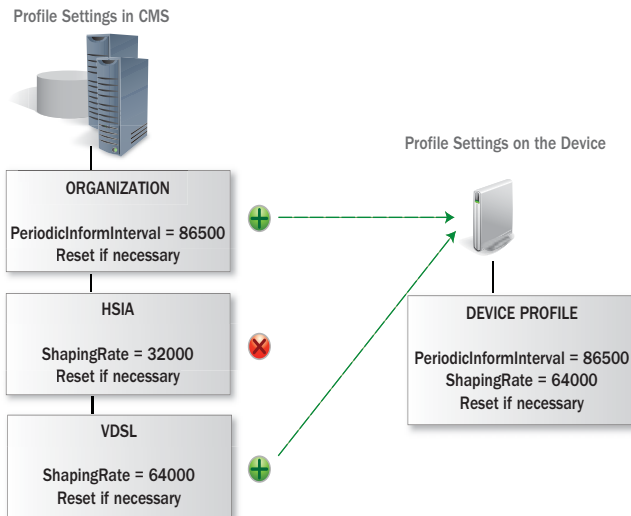 Profile Settings in CMS
ORGANIZATION
PeriodicInformInterval = 86500
Reset if necessary
HSIA
ShapingRate = 32000
Reset if necessary
VDSL
ShapingRate = 64000
Reset if necessary
Profile Settings on the Device
DEVICE PROFILE
PeriodicInformInterval = 86500
ShapingRate = 64000
Reset if necessary